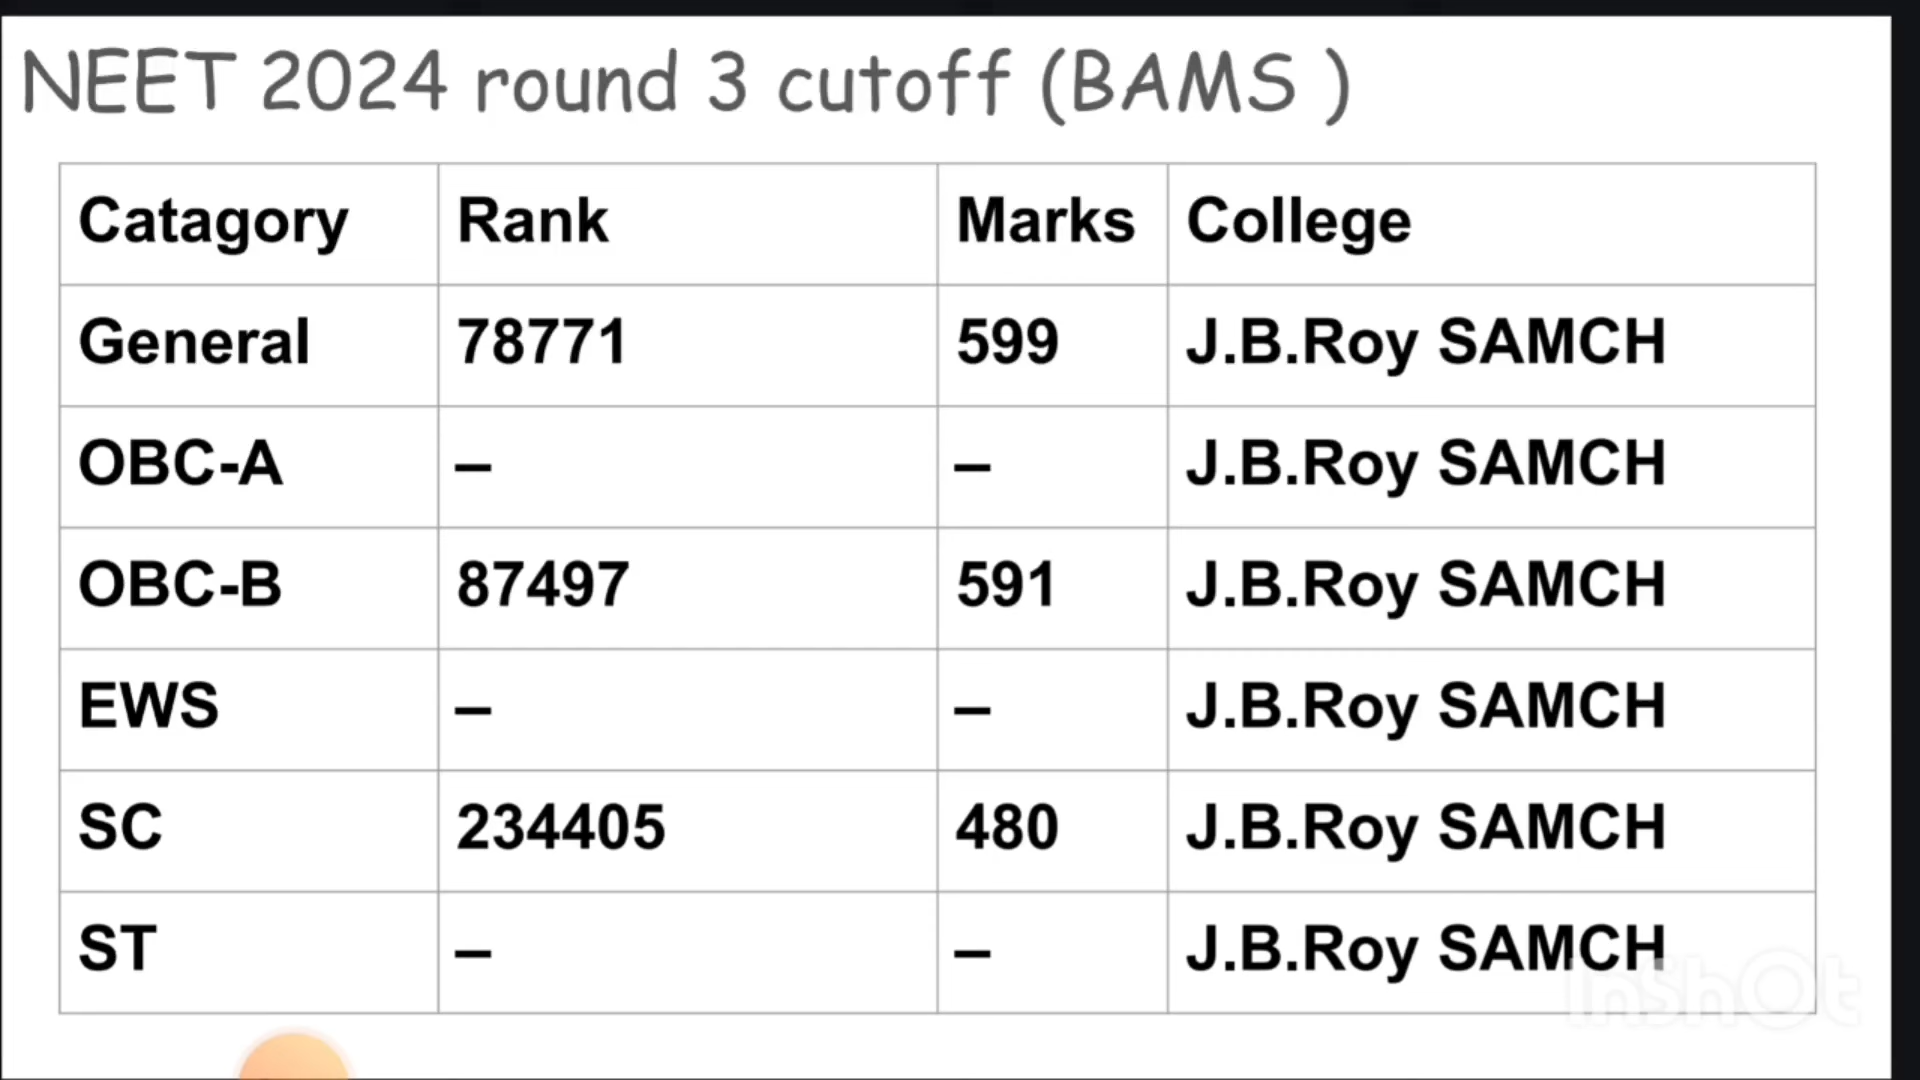 NEET 2024 round 3 cutoff (BAMS )
Catagory Rank Marks College
General 78771 599 J.B.Roy SAMCH
OBC-A – – J.B.Roy SAMCH
OBC-B 87497 591 J.B.Roy SAMCH
EWS – – J.B.Roy SAMCH
SC 234405 480 J.B.Roy SAMCH
ST – – J.B.Roy SAMCH
InShOt